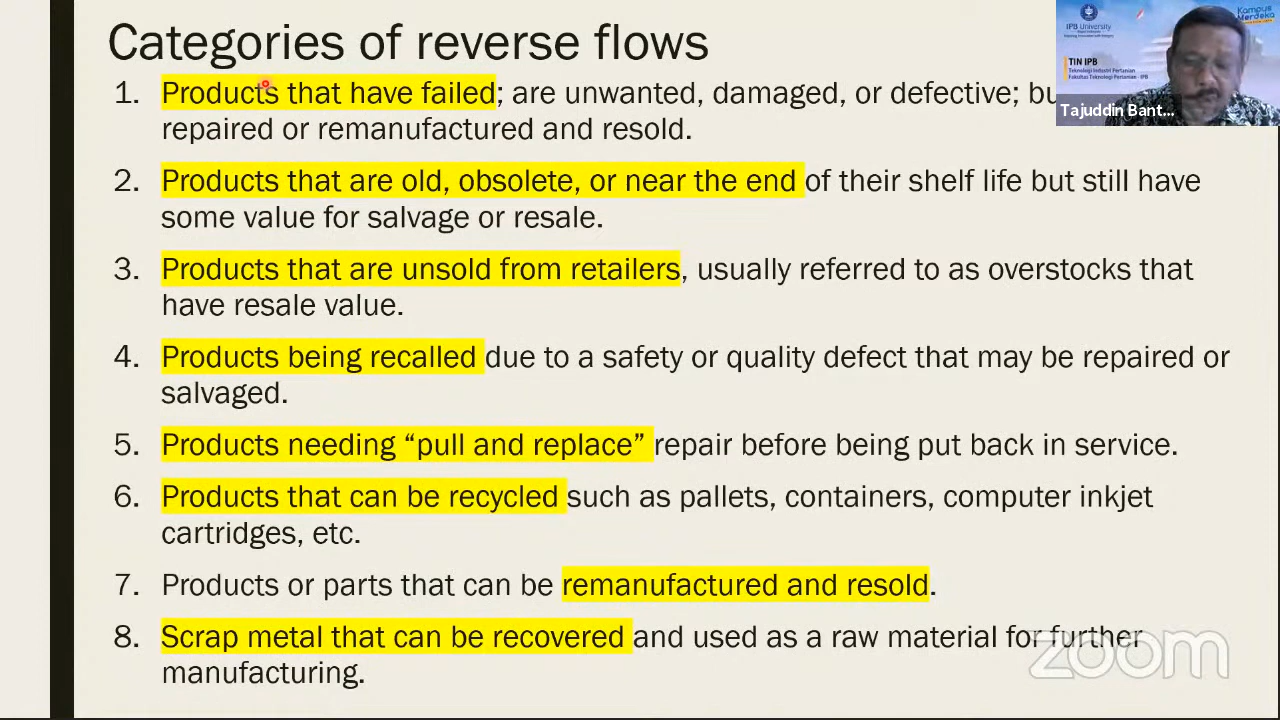 Categories of reverse flows
1. Products that have failed; are unwanted, damaged, or defective; bu
repaired or remanufactured and resold.
2. Products that are old, obsolete, or near the end of their shelf life but still have
some value for salvage or resale.
3. Products that are unsold from retailers, usually referred to as overstocks that
have resale value.
4. Products being recalled due to a safety or quality defect that may be repaired or
salvaged.
5. Products needing “pull and replace” repair before being put back in service.
6. Products that can be recycled such as pallets, containers, computer inkjet
cartridges, etc.
7. Products or parts that can be remanufactured and resold.
8. Scrap metal that can be recovered and used as a raw material for further
manufacturing.
IPB University
Kampus
Merdeka
TIN IPB
Teknologi Industri Pertanian
Fakultas Teknologi Pertanian - IPB
Tajuddin Bant...
zoom